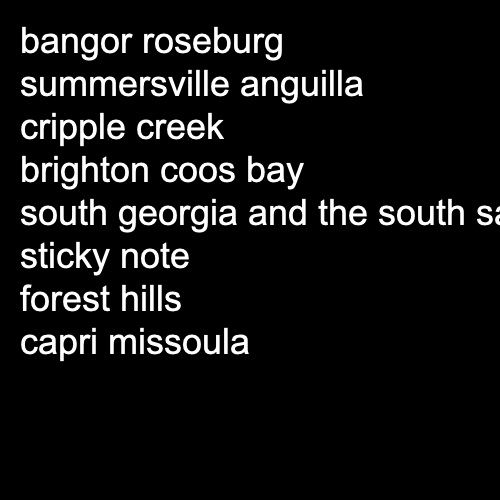 bangor roseburg
summersville anguilla
cripple creek
brighton coos bay
south georgia and the south
sticky note
forest hills
capri missoula